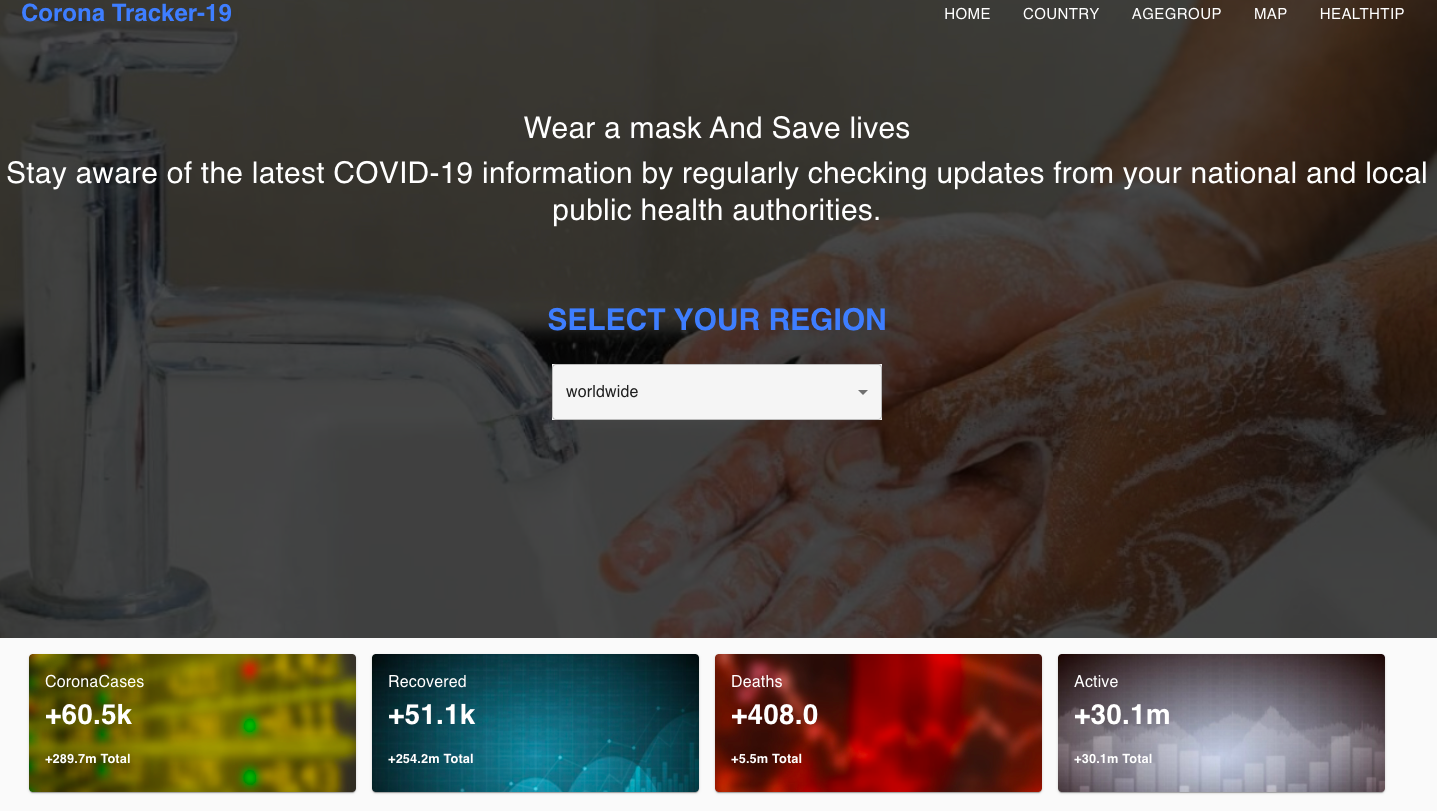 Corona Tracker-19
HOME COUNTRY AGEGROUP MAP HEALTHTIP
Wear a mask And Save lives
Stay aware of the latest COVID-19 information by regularly checking updates from your national and local
public health authorities.
SELECT YOUR REGION
worldwide
CoronaCases
+60.5k
+289.7m Total
Recovered
+51.1k
+254.2m Total
Deaths
+408.0
+5.5m Total
Active
+30.1m
+30.1m Total